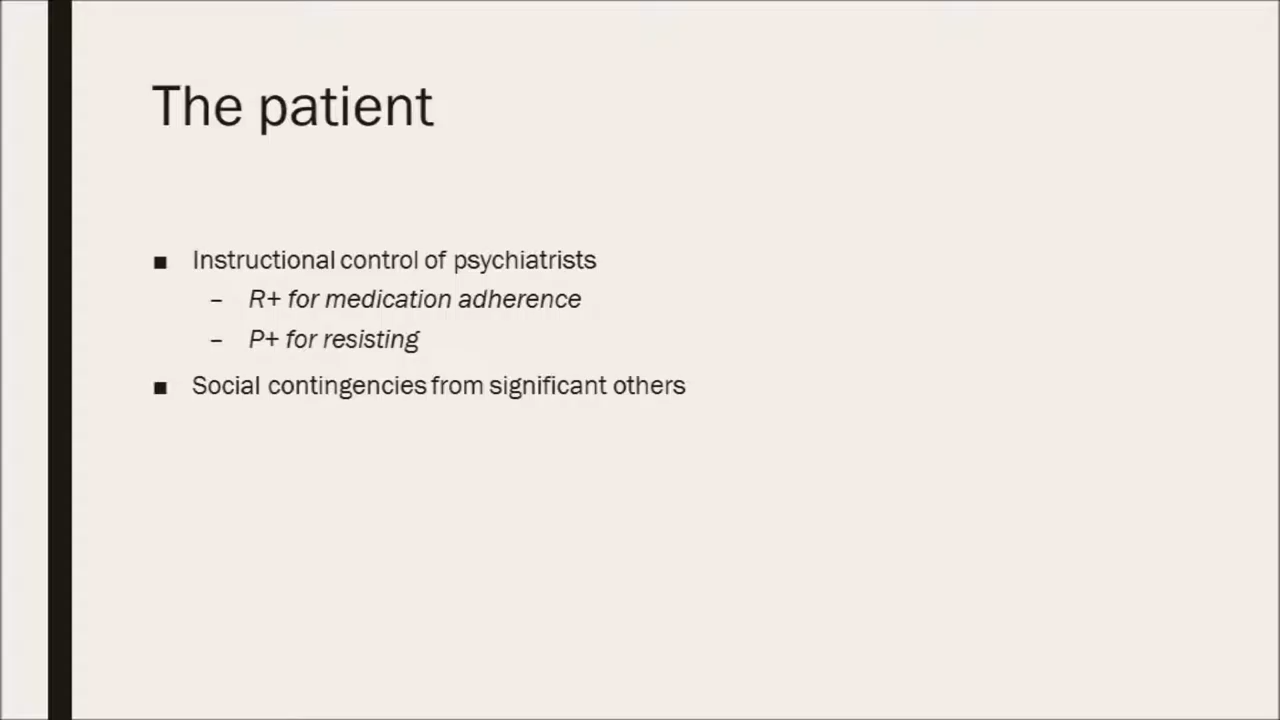 The patient
■ Instructional control of psychiatrists
– R+ for medication adherence
– P+ for resisting
■ Social contingencies from significant others